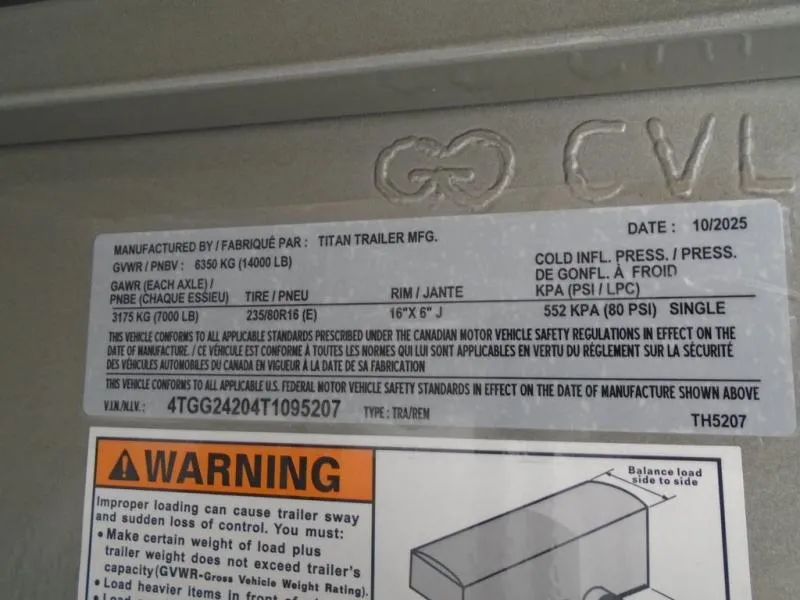 CVL
MANUFACTURED BY / FABRIQUÉ PAR : TITAN TRAILER MFG. DATE : 10/2025
GVWR / PNBV : 6350 KG (14000 LB)
COLD INFL. PRESS. / PRESS.
DE GONFL. À FROID
GAWR (EACH AXLE) /
PNBE (CHAQUE ESSIEU) TIRE / PNEU RIM / JANTE KPA (PSI / LPC)
3175 KG (7000 LB) 235/80R16 (E) 16"X 6" J 552 KPA (80 PSI) SINGLE
THIS VEHICLE CONFORMS TO ALL APPLICABLE STANDARDS PRESCRIBED UNDER THE CANADIAN MOTOR VEHICLE SAFETY REGULATIONS IN EFFECT ON THE
DATE OF MANUFACTURE. / CE VÉHICULE EST CONFORME À TOUTES LES NORMES QUI LUI SONT APPLICABLES EN VERTU DU RÈGLEMENT SUR LA SÉCURITÉ
DES VÉHICULES AUTOMOBILES DU CANADA EN VIGUEUR À LA DATE DE SA FABRICATION
THIS VEHICLE CONFORMS TO ALL APPLICABLE U.S. FEDERAL MOTOR VEHICLE SAFETY STANDARDS IN EFFECT ON THE DATE OF MANUFACTURE SHOWN ABOVE
V.I.N./N.I.V.: 4TGG24204T1095207 TYPE : TRA/REM TH5207
WARNING
Improper loading can cause trailer sway
and sudden loss of control. You must:
• Make certain weight of load plus
trailer weight does not exceed trailer's
capacity (GVWR-Gross Vehicle Weight Rating).
• Load heavier items in front of
• Load
Balance load
side to side